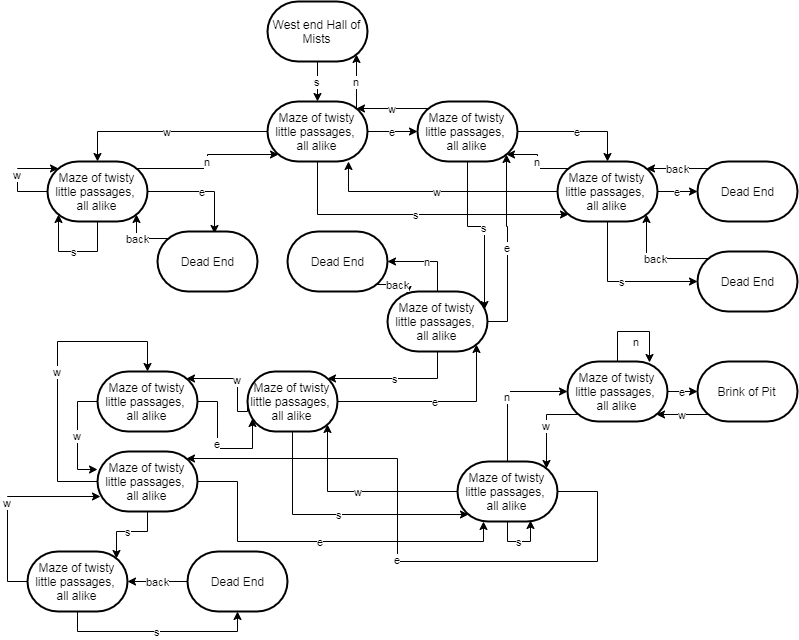 West end Hall of
Mists
s
n
Maze of twisty
little passages,
all alike
w
e
Maze of twisty
little passages,
all alike
w
e
n
n
w
Maze of twisty
little passages,
all alike
e
Maze of twisty
little passages,
all alike
back
e
Dead End
w
s
s
back
Dead End
s
e
back
Dead End
s
Dead End
n
back
Maze of twisty
little passages,
all alike
n
w
Maze of twisty
little passages,
all alike
w
s
Maze of twisty
little passages,
all alike
e
Maze of twisty
little passages,
all alike
e
w
Brink of Pit
n
w
w
e
Maze of twisty
little passages,
all alike
Maze of twisty
little passages,
all alike
w
s
w
s
e
s
e
Maze of twisty
little passages,
all alike
back
Dead End
s